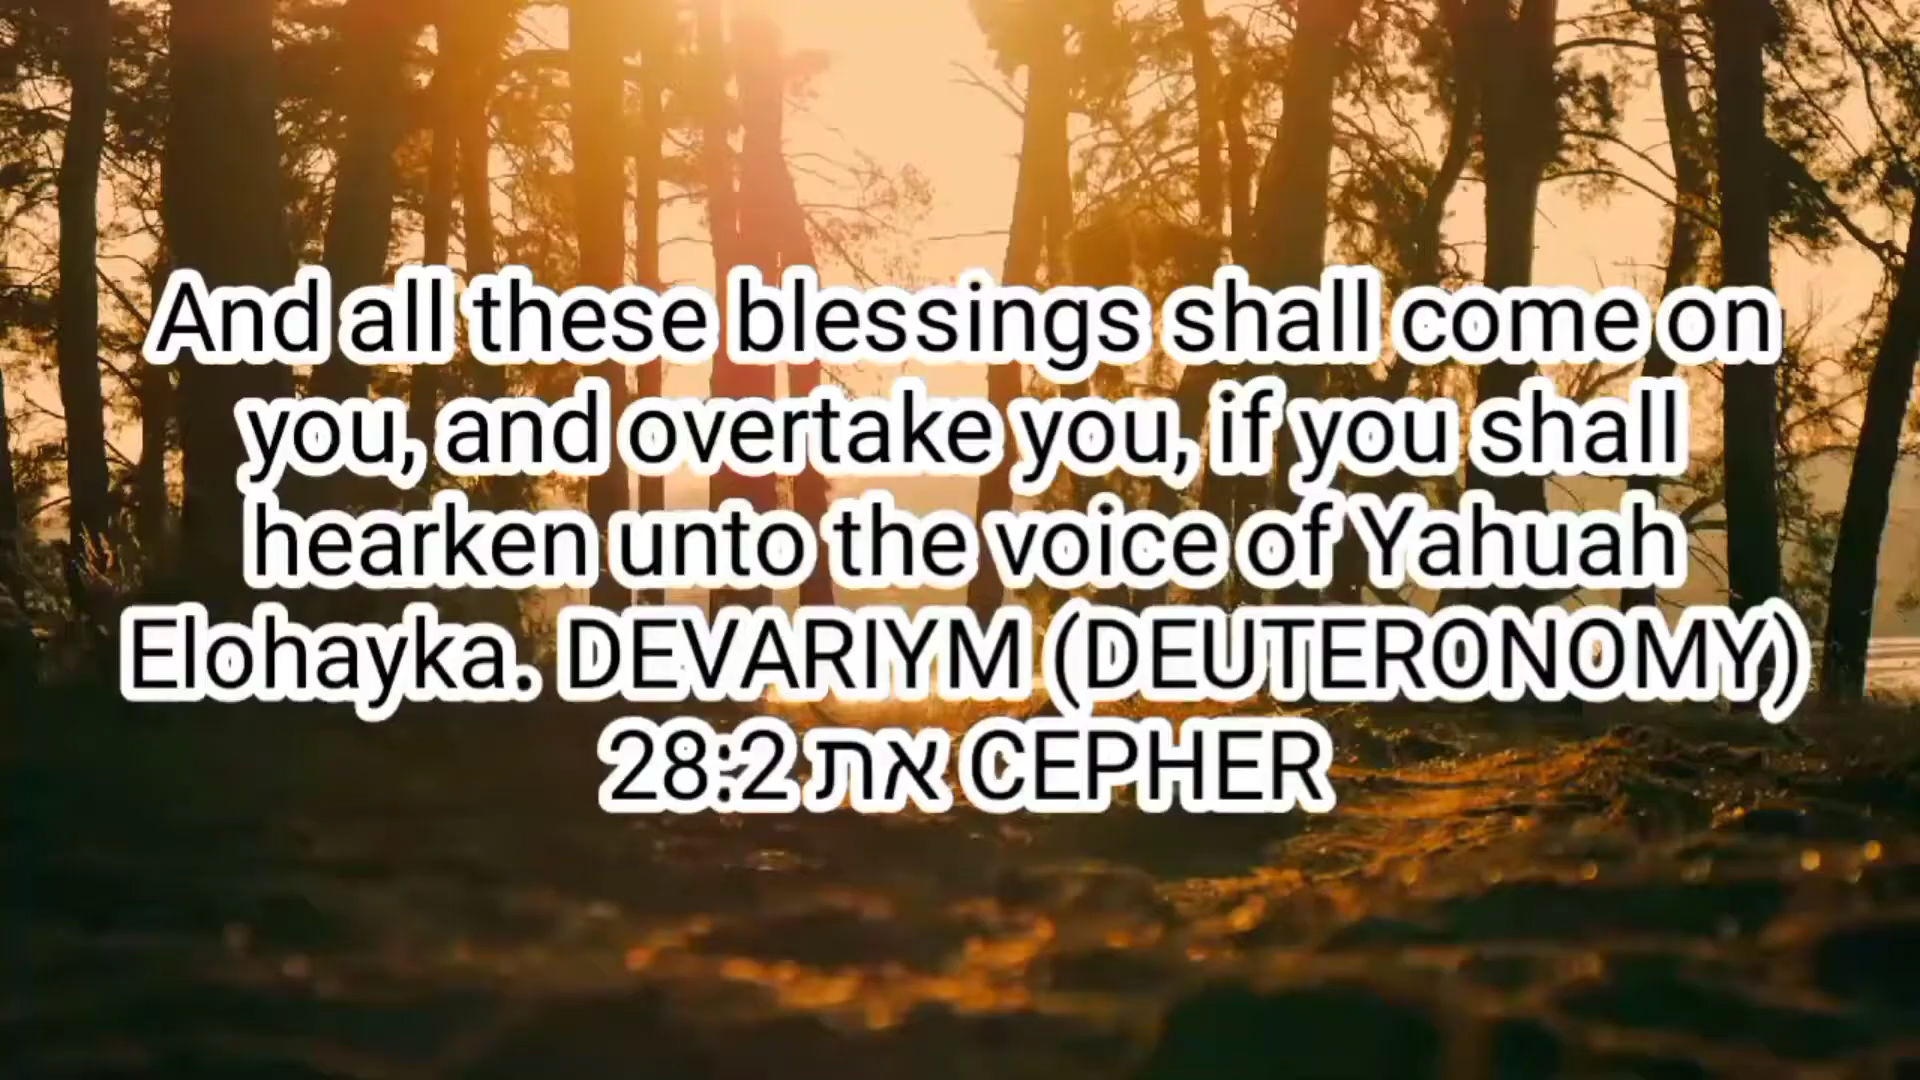 And all these blessings shall come on
you, and overtake you, if you shall
hearken unto the voice of Yahuah
Elohayka. DEVARIYM (DEUTERONOMY)
28:2 את CEPHER